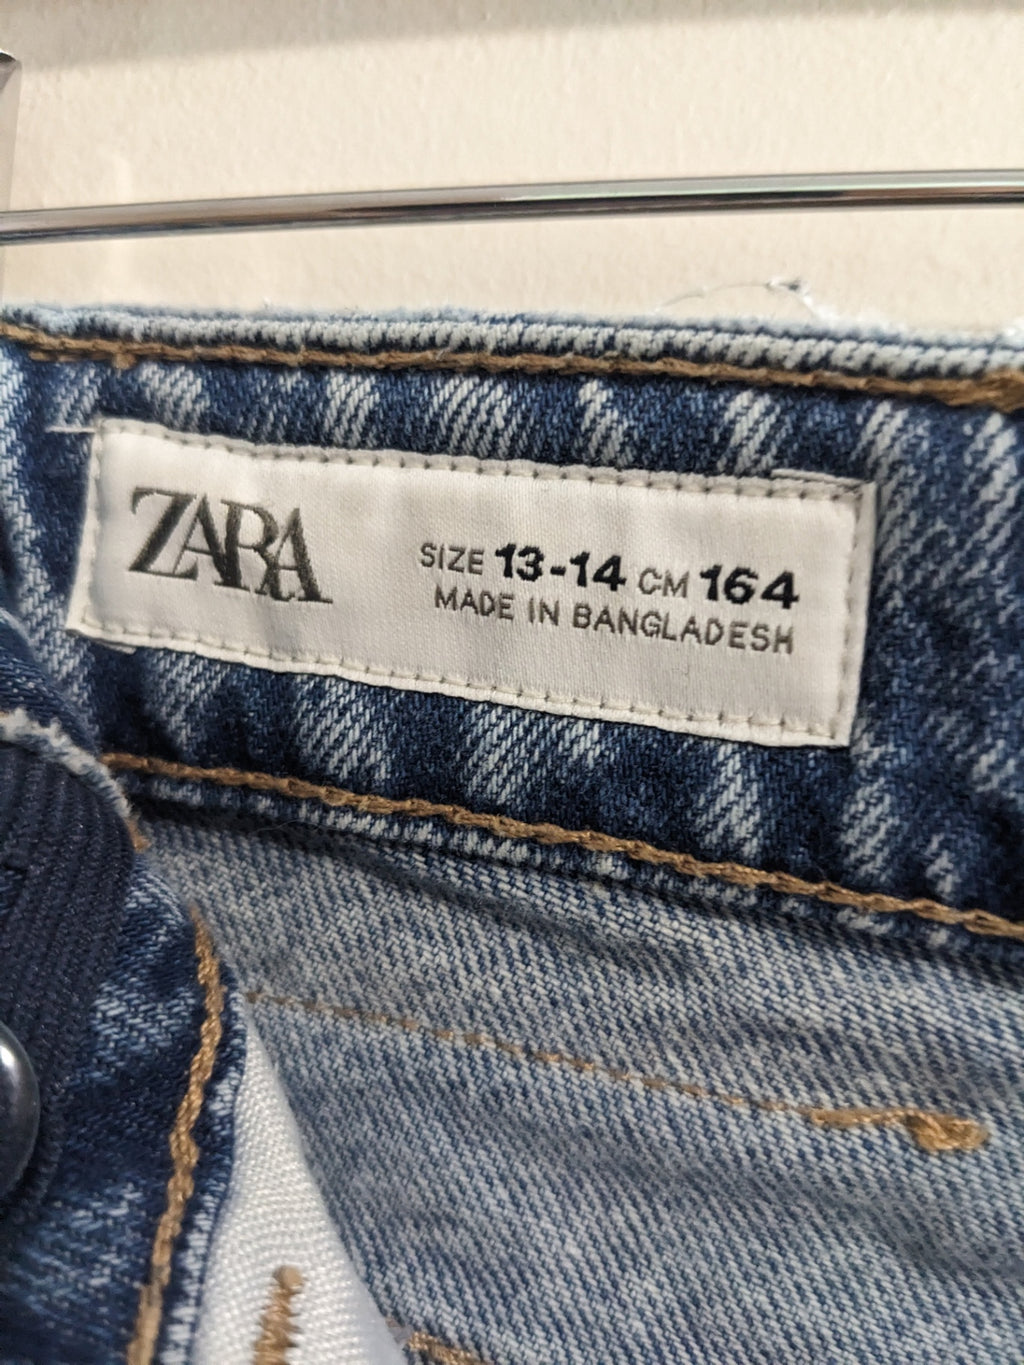 ZARA
SIZE 13-14 CM 164
MADE IN BANGLADESH